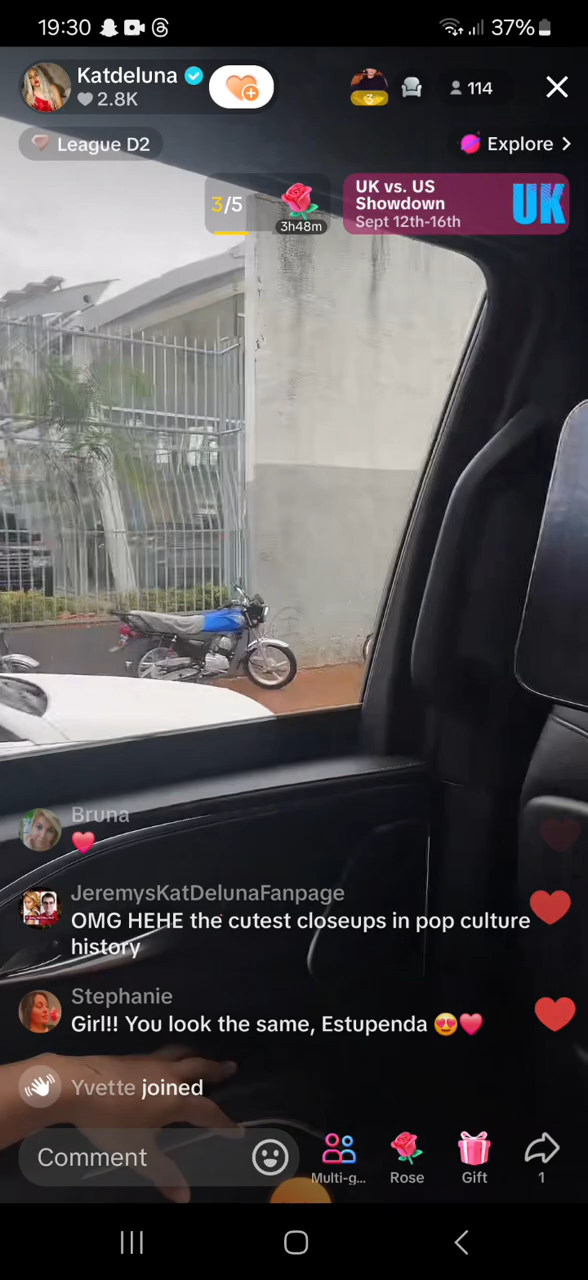 19:30
37%
Katdeluna
2.8K
3
114
League D2
Explore
3/5
3h48m
UK vs. US
Showdown
Sept 12th-16th
UK
Bruna
JeremysKatDelunaFanpage
OMG HEHE the cutest closeups in pop culture
history
Stephanie
Girl!! You look the same, Estupenda 😍💗
Yvette joined
Comment
Multi-g...
Rose
Gift
1